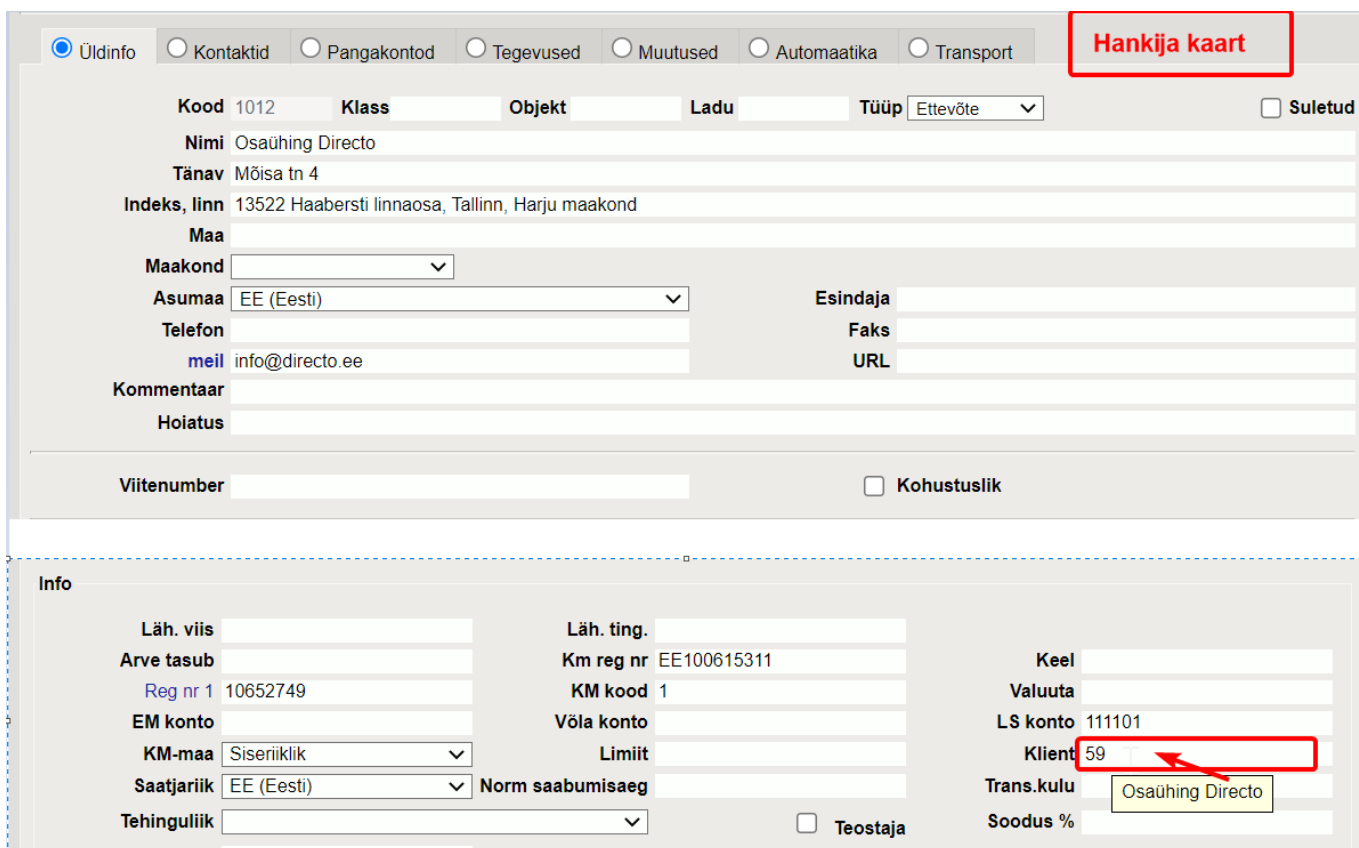 Üldinfo Kontaktid Pangakontod Tegevused Muutused Automaatika Transport Hankija kaart
Kood 1012 Klass Objekt Ladu Tüüp Ettevõte Suletud
Nimi Osaühing Directo
Tänav Mõisa tn 4
Indeks, linn 13522 Haabersti linnaosa, Tallinn, Harju maakond
Maa
Maakond
Asumaa EE (Eesti) Esindaja
Telefon Faks
meil info@directo.ee URL
Kommentaar
Hoiatus
Viitenumber Kohustuslik
Info
Läh. viis Läh. ting.
Arve tasub Km reg nr EE100615311 Keel
Reg nr 1 10652749 KM kood 1 Valuuta
EM konto Võla konto LS konto 111101
KM-maa Siseriiklik Limiit Klient 59
Saatjariik EE (Eesti) Norm saabumisaeg Trans.kulu Osaühing Directo
Tehinguliik Teostaja Soodus %